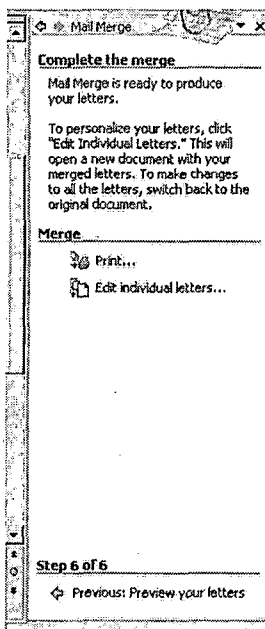 Mail Merge
Complete the merge
Mail Merge is ready to produce
your letters.
To personalize your letters, click
"Edit Individual Letters." This will
open a new document with your
merged letters. To make changes
to all the letters, switch back to the
original document.
Merge
Print...
Edit individual letters...
Step 6 of 6
Previous: Preview your letters